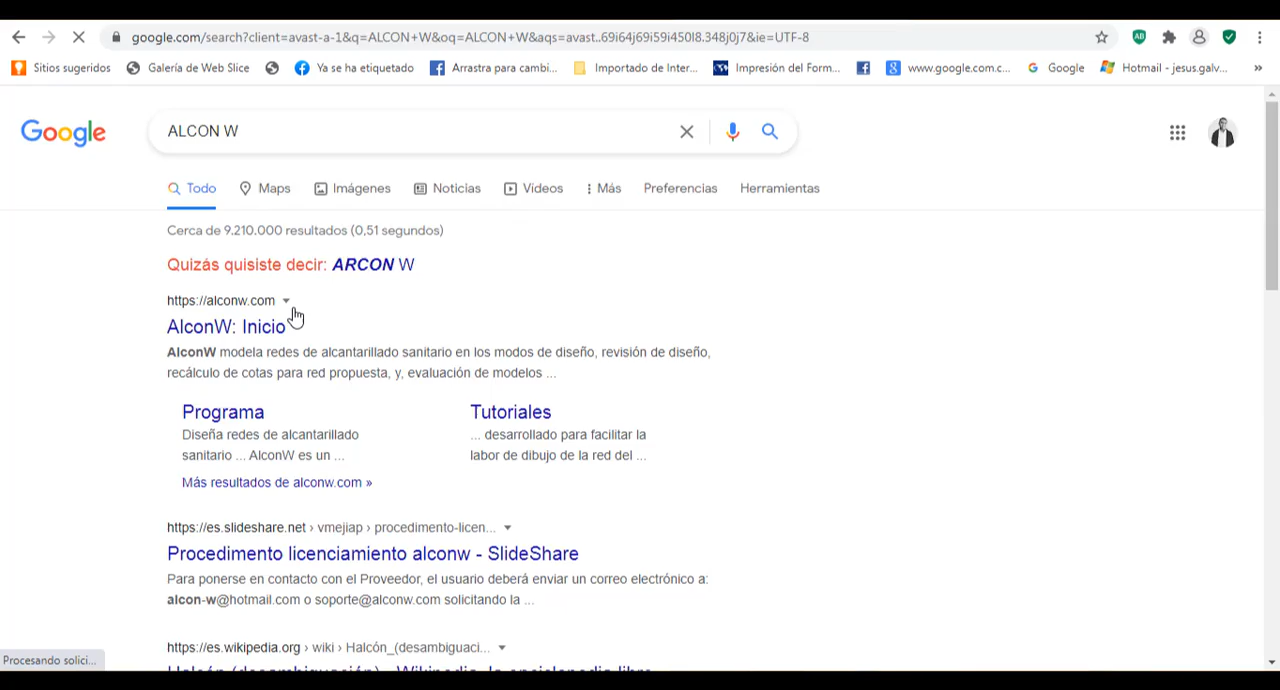 google.com/search?client=avast-a-1&q=ALCON+W&oq=ALCON+W&aqs=avast..69i64j69i59i450l8.348j0j7&ie=UTF-8
Sitios sugeridos Galería de Web Slice Ya se ha etiquetado Arrastra para cambi... Importado de Inter... Impresión del Form... www.google.com.c... Google Hotmail - jesus.galv... »
Google ALCON W
Todo Maps Imágenes Noticias Vídeos Más Preferencias Herramientas
Cerca de 9.210.000 resultados (0,51 segundos)
Quizás quisiste decir: ARCON W
https://alconw.com
AlconW: Inicio
AlconW modela redes de alcantarillado sanitario en los modos de diseño, revisión de diseño,
recálculo de cotas para red propuesta, y, evaluación de modelos ...
Programa Tutoriales
Diseña redes de alcantarillado ... desarrollado para facilitar la
sanitario ... AlconW es un ... labor de dibujo de la red del ...
Más resultados de alconw.com »
https://es.slideshare.net › vmejiap › procedimento-licen...
Procedimento licenciamiento alconw - SlideShare
Para ponerse en contacto con el Proveedor, el usuario deberá enviar un correo electrónico a:
alcon-w@hotmail.com o soporte@alconw.com solicitando la ...
https://es.wikipedia.org › wiki › Halcón_(desambiguaci...
Halcón (desambiguación) - Wikipedia, la enciclopedia libre
Procesando solici...